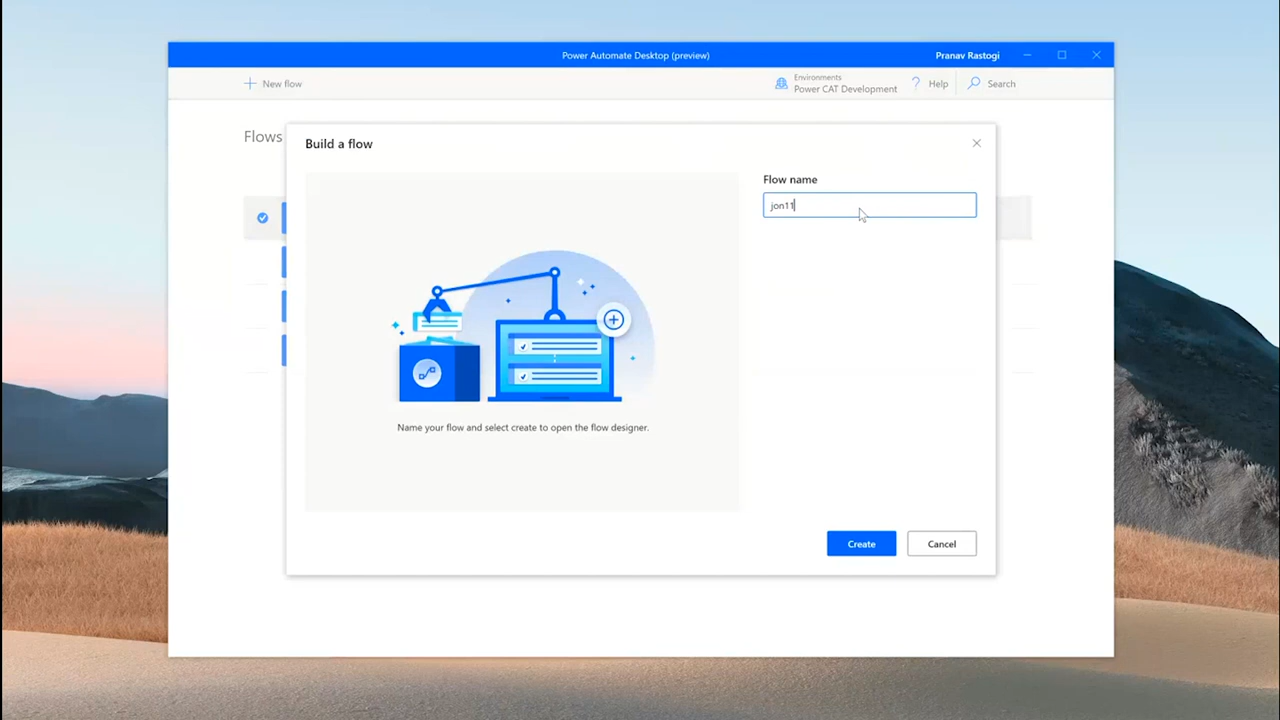 Power Automate Desktop (preview)
Pranav Rastogi
New flow
Environments
Power CAT Development
Help
Search
Flows
Build a flow
Flow name
jon11
Name your flow and select create to open the flow designer.
Create
Cancel